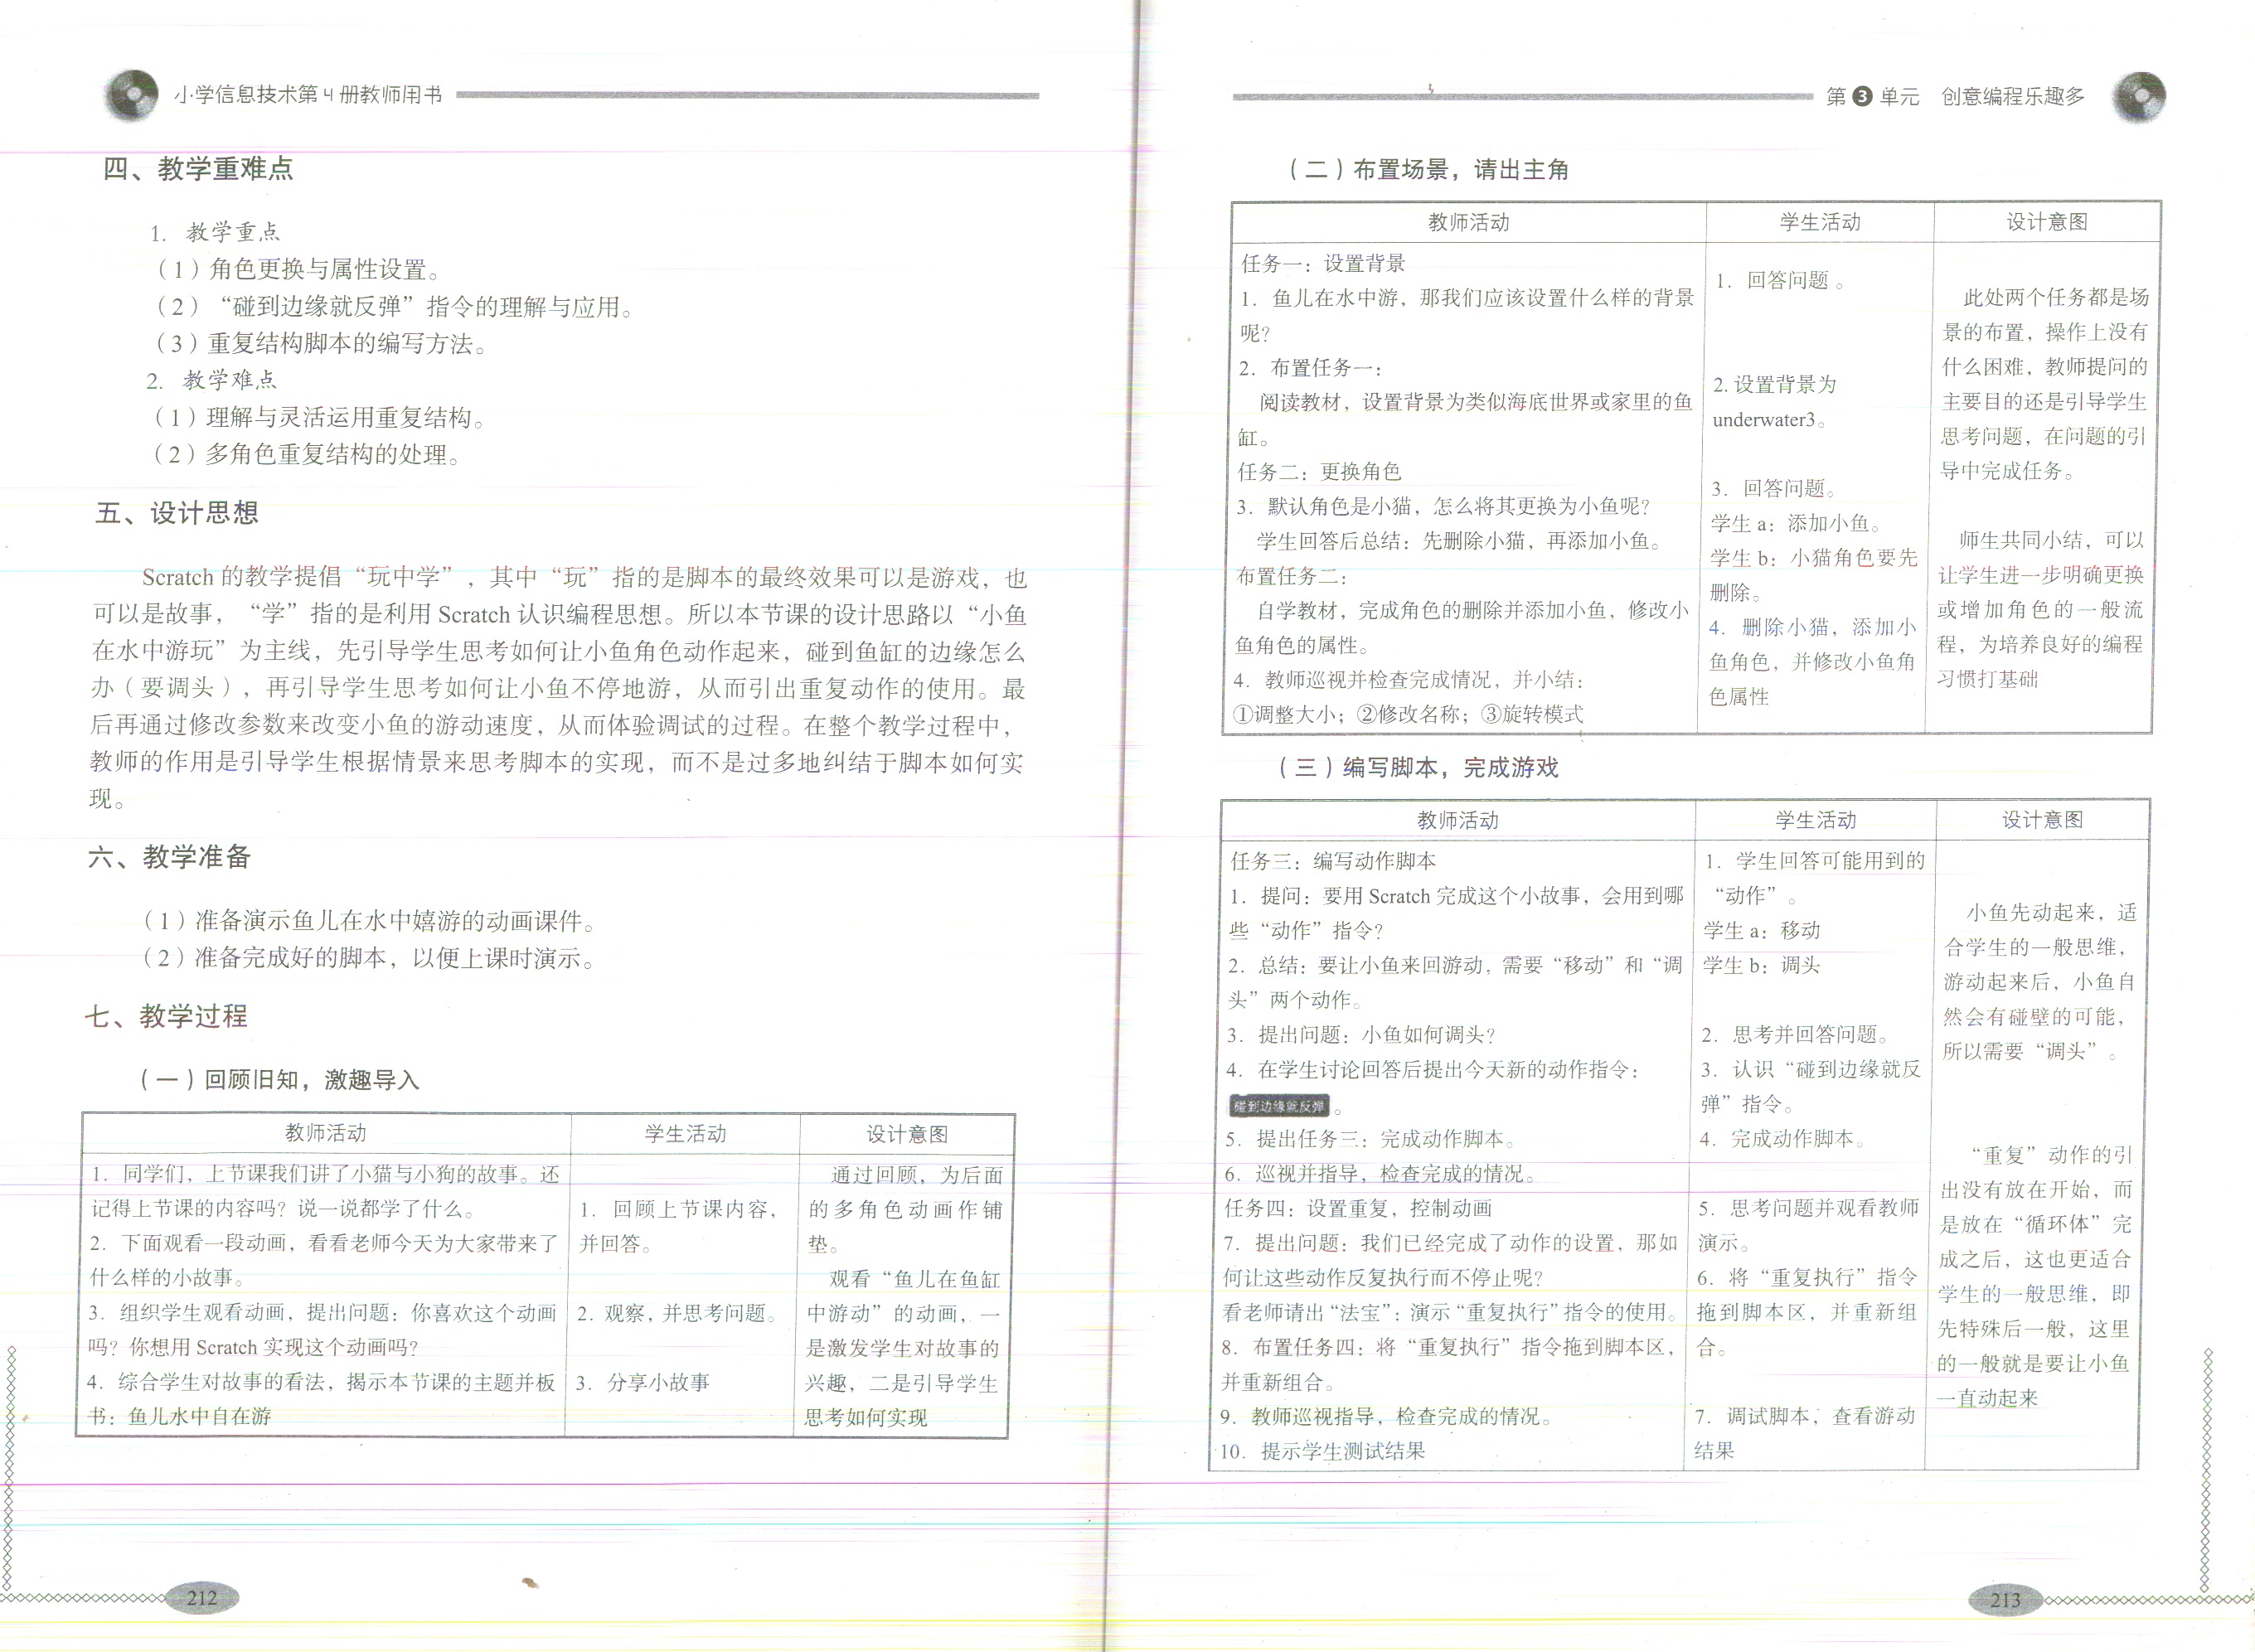 小学信息技术第4册教师用书
四、教学重难点
1. 教学重点
（1）角色更换与属性设置。
（2）“碰到边缘就反弹”指令的理解与应用。
（3）重复结构脚本的编写方法。
2. 教学难点
（1）理解与灵活运用重复结构。
（2）多角色重复结构的处理。
五、设计思想
Scratch 的教学提倡“玩中学”，其中“玩”指的是脚本的最终效果可以是游戏，也
可以是故事，“学”指的是利用 Scratch 认识编程思想。所以本节课的设计思路以“小鱼
在水中游玩”为主线，先引导学生思考如何让小鱼角色动作起来，碰到鱼缸的边缘怎么
办（要调头），再引导学生思考如何让小鱼不停地游，从而引出重复动作的使用。最
后再通过修改参数来改变小鱼的游动速度，从而体验调试的过程。在整个教学过程中，
教师的作用是引导学生根据情景来思考脚本的实现，而不是过多地纠结于脚本如何实
现。
六、教学准备
（1）准备演示鱼儿在水中嬉游的动画课件。
（2）准备完成好的脚本，以便上课时演示。
七、教学过程
（一）回顾旧知，激趣导入
教师活动
学生活动
设计意图
1. 同学们，上节课我们讲了小猫与小狗的故事。还
记得上节课的内容吗？说一说都学了什么。
2. 下面观看一段动画，看看老师今天为大家带来了
什么样的小故事。
3. 组织学生观看动画，提出问题：你喜欢这个动画
吗？你想用 Scratch 实现这个动画吗？
4. 综合学生对故事的看法，揭示本节课的主题并板
书：鱼儿水中自在游
1. 回顾上节课内容，
并回答。
2. 观察，并思考问题。
3. 分享小故事
通过回顾，为后面
的多角色动画作铺
垫。
观看“鱼儿在鱼缸
中游动”的动画，一
是激发学生对故事的
兴趣，二是引导学生
思考如何实现
212
第3单元 创意编程乐趣多
（二）布置场景，请出主角
教师活动
学生活动
设计意图
任务一：设置背景
1. 鱼儿在水中游，那我们应该设置什么样的背景
呢？
2. 布置任务一：
阅读教材，设置背景为类似海底世界或家里的鱼
缸。
任务二：更换角色
3. 默认角色是小猫，怎么将其更换为小鱼呢？
学生回答后总结：先删除小猫，再添加小鱼。
布置任务二：
自学教材，完成角色的删除并添加小鱼，修改小
鱼角色的属性。
4. 教师巡视并检查完成情况，并小结：
①调整大小；②修改名称；③旋转模式
1. 回答问题 。
2. 设置背景为
underwater3。
3. 回答问题。
学生 a：添加小鱼。
学生 b：小猫角色要先
删除。
4. 删除小猫，添加小
鱼角色，并修改小鱼角
色属性
此处两个任务都是场
景的布置，操作上没有
什么困难，教师提问的
主要目的还是引导学生
思考问题，在问题的引
导中完成任务。
师生共同小结，可以
让学生进一步明确更换
或增加角色的一般流
程，为培养良好的编程
习惯打基础
（三）编写脚本，完成游戏
教师活动
学生活动
设计意图
任务三：编写动作脚本
1. 提问：要用 Scratch 完成这个小故事，会用到哪
些“动作”指令？
2. 总结：要让小鱼来回游动，需要“移动”和“调
头”两个动作。
3. 提出问题：小鱼如何调头？
4. 在学生讨论回答后提出今天新的动作指令：
碰到边缘就反弹 。
5. 提出任务三：完成动作脚本。
6. 巡视并指导，检查完成的情况。
任务四：设置重复，控制动画
7. 提出问题：我们已经完成了动作的设置，那如
何让这些动作反复执行而不停止呢？
看老师请出“法宝”：演示“重复执行”指令的使用。
8. 布置任务四：将“重复执行”指令拖到脚本区，
并重新组合。
9. 教师巡视指导，检查完成的情况。
10. 提示学生测试结果
1. 学生回答可能用到的
“动作”。
学生 a：移动
学生 b：调头
2. 思考并回答问题。
3. 认识“碰到边缘就反
弹”指令。
4. 完成动作脚本。
5. 思考问题并观看教师
演示。
6. 将“重复执行”指令
拖到脚本区，并重新组
合。
7. 调试脚本，查看游动
结果
小鱼先动起来，适
合学生的一般思维，
游动起来后，小鱼自
然会有碰壁的可能，
所以需要“调头”。
“重复”动作的引
出没有放在开始，而
是放在“循环体”完
成之后，这也更适合
学生的一般思维，即
先特殊后一般，这里
的一般就是要让小鱼
一直动起来
213